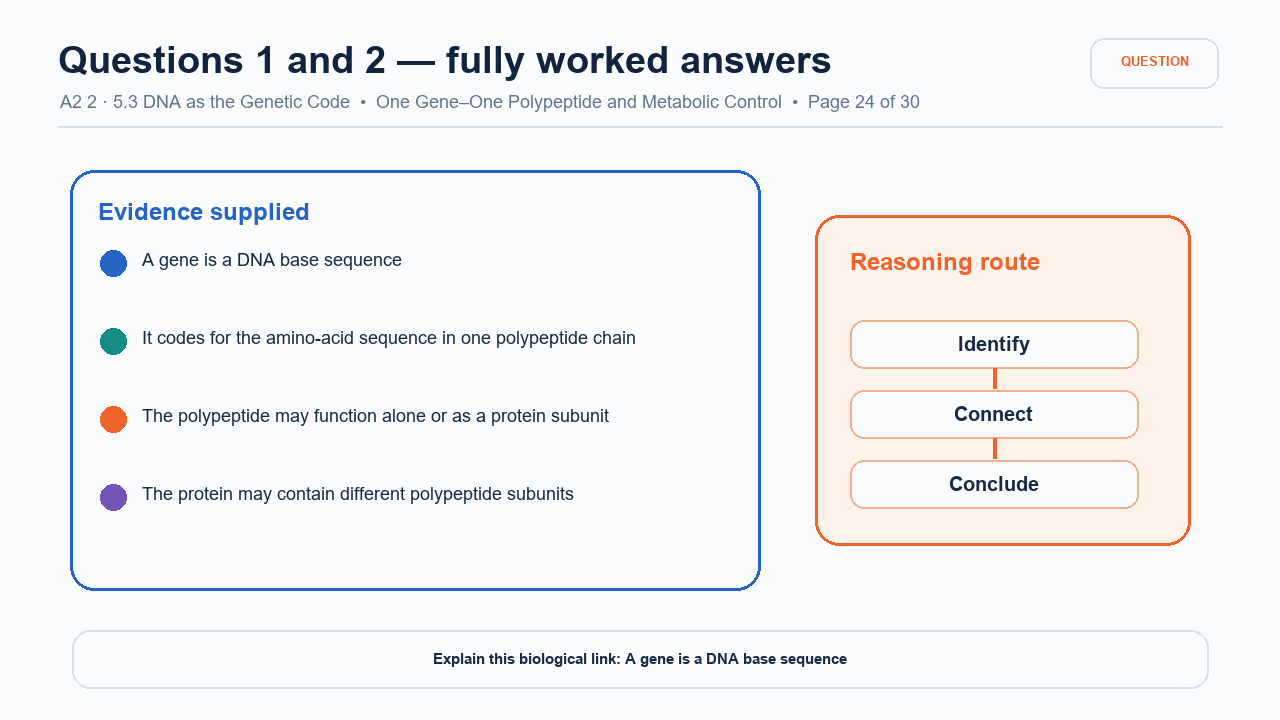 Questions 1 and 2 — fully worked answers
QUESTION
A2 2 · 5.3 DNA as the Genetic Code • One Gene–One Polypeptide and Metabolic Control • Page 24 of 30
Evidence supplied
A gene is a DNA base sequence
It codes for the amino-acid sequence in one polypeptide chain
The polypeptide may function alone or as a protein subunit
The protein may contain different polypeptide subunits
Reasoning route
Identify
Connect
Conclude
Explain this biological link: A gene is a DNA base sequence